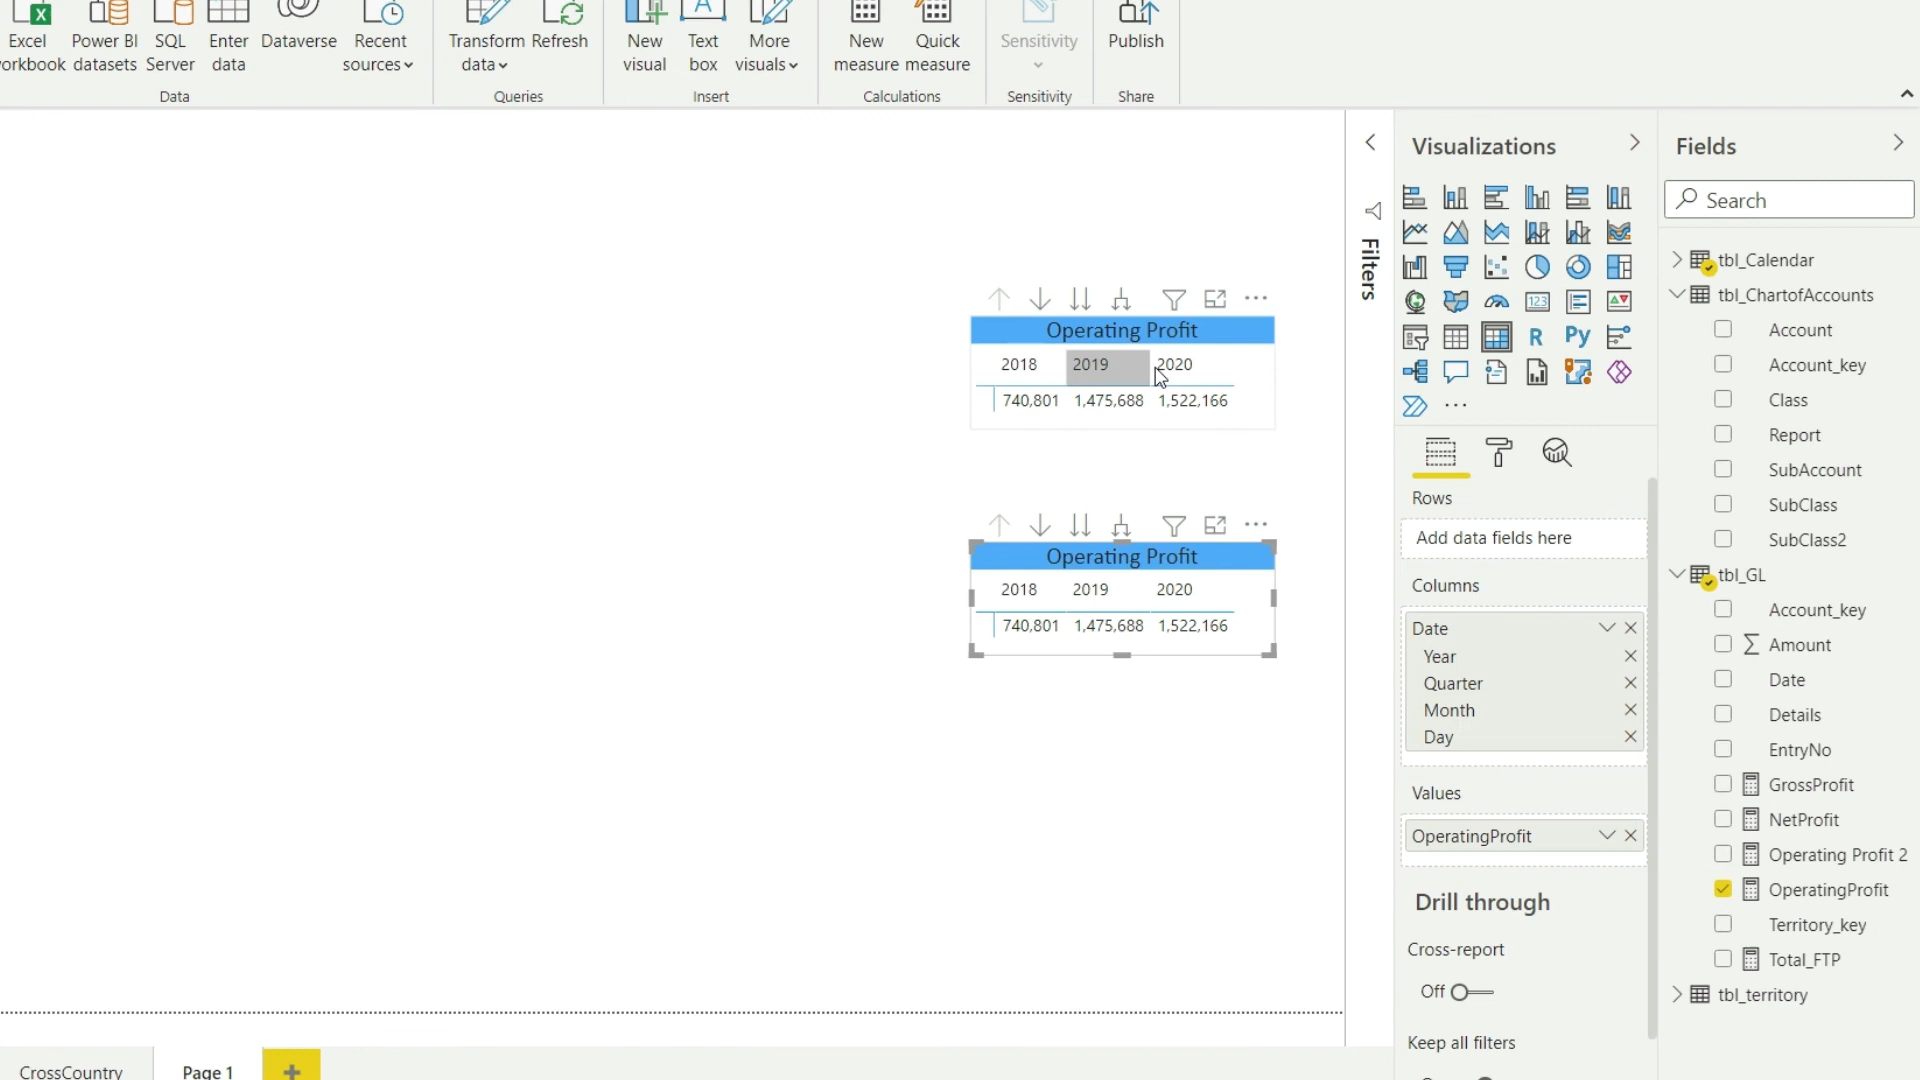 Excel
orkbook
Power BI
datasets
SQL
Server
Enter
data
Dataverse
Recent
sources
Data
Transform
data
Refresh
Queries
New
visual
Text
box
More
visuals
Insert
New
measure
Quick
measure
Calculations
Sensitivity
Sensitivity
Publish
Share
Operating Profit
2018 2019 2020
740,801 1,475,688 1,522,166
Operating Profit
2018 2019 2020
740,801 1,475,688 1,522,166
Filters
Visualizations
123
R
Py
Rows
Add data fields here
Columns
Date
Year
Quarter
Month
Day
Values
OperatingProfit
Drill through
Cross-report
Off
Keep all filters
Fields
Search
tbl_Calendar
tbl_ChartofAccounts
Account
Account_key
Class
Report
SubAccount
SubClass
SubClass2
tbl_GL
Account_key
Amount
Date
Details
EntryNo
GrossProfit
NetProfit
Operating Profit 2
OperatingProfit
Territory_key
Total_FTP
tbl_territory
CrossCountry
Page 1